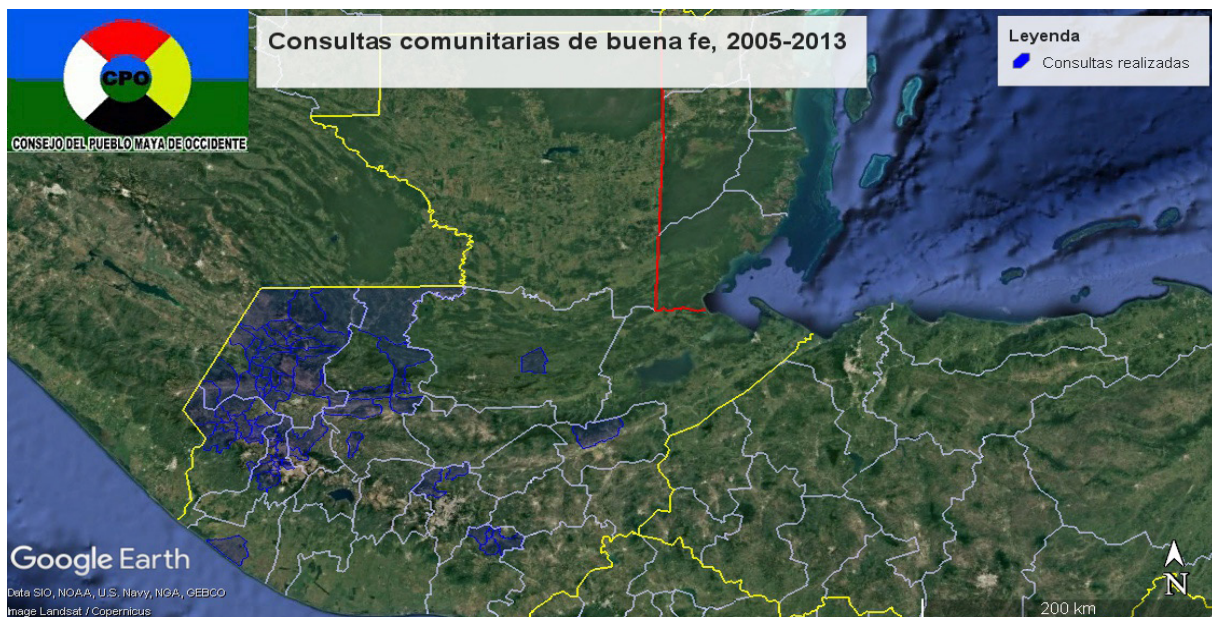 CPO
CONSEJO DEL PUEBLO MAYA DE OCCIDENTE
Consultas comunitarias de buena fe, 2005-2013
Leyenda
Consultas realizadas
Google Earth
Data SIO, NOAA, U.S. Navy, NGA, GEBCO
Image Landsat / Copernicus
N
200 km